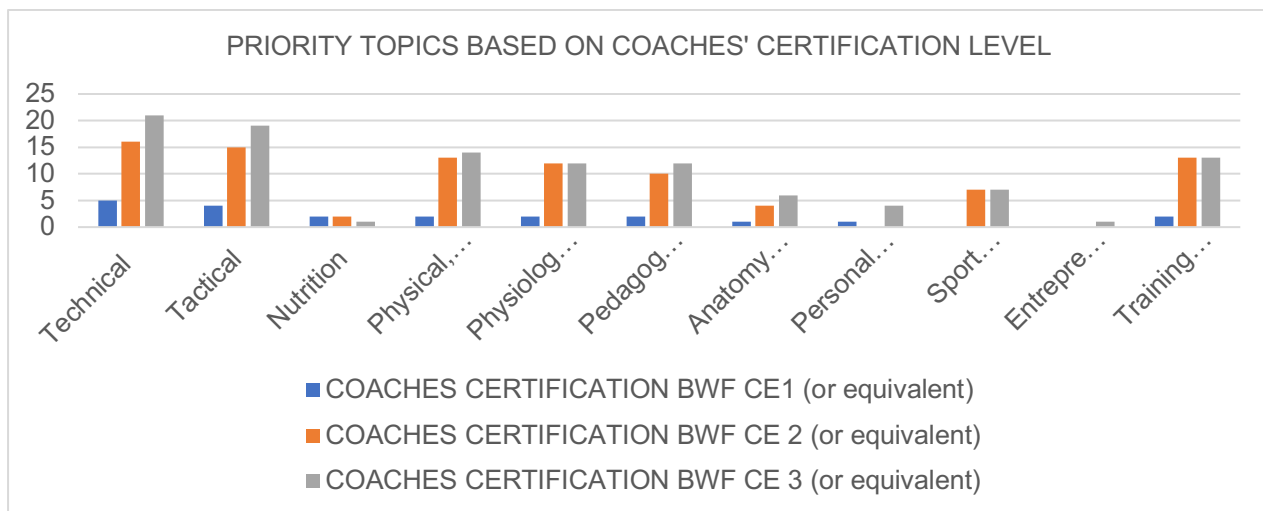 PRIORITY TOPICS BASED ON COACHES' CERTIFICATION LEVEL
25
20
15
10
5
0
Technical
Tactical
Nutrition
Physical,...
Physiolog...
Pedagog...
Anatomy...
Personal...
Sport...
Entrepre...
Training...
COACHES CERTIFICATION BWF CE1 (or equivalent)
COACHES CERTIFICATION BWF CE 2 (or equivalent)
COACHES CERTIFICATION BWF CE 3 (or equivalent)